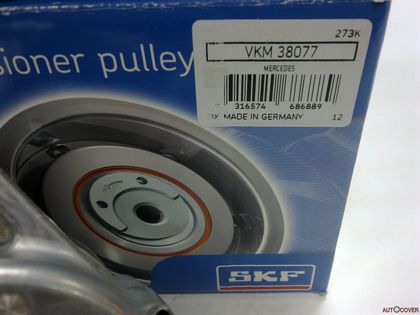 273K
VKM 38077
sioner pulley
MERCEDES
316574 686889
MADE IN GERMANY 12
SKF
AUTOCOVER